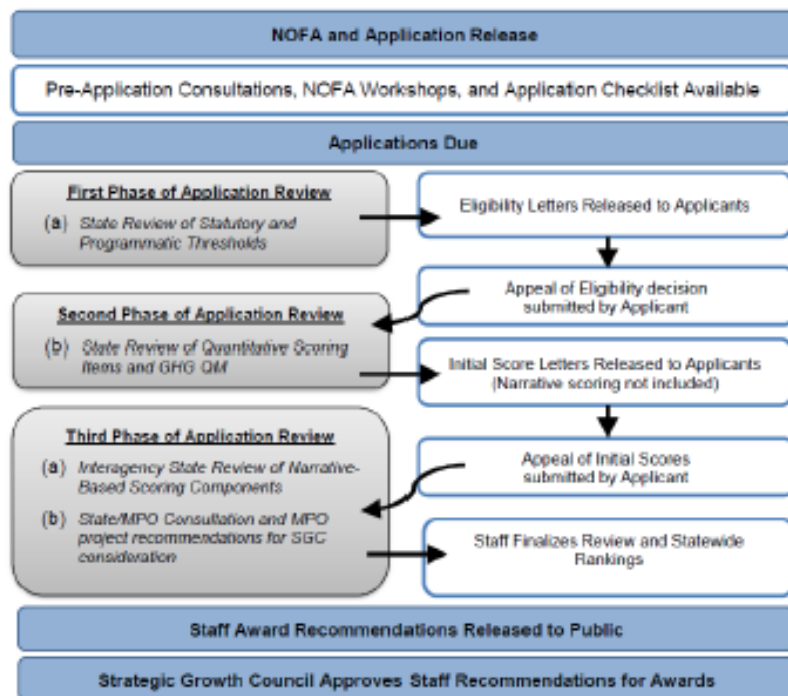 NOFA and Application Release
Pre-Application Consultations, NOFA Workshops, and Application Checklist Available
Applications Due
First Phase of Application Review
(a) State Review of Statutory and
Programmatic Thresholds
Eligibility Letters Released to Applicants
Appeal of Eligibility decision
submitted by Applicant
Second Phase of Application Review
(b) State Review of Quantitative Scoring
Items and GHG QM
Initial Score Letters Released to Applicants
(Narrative scoring not included)
Third Phase of Application Review
(a) Interagency State Review of Narrative-
Based Scoring Components
(b) State/MPO Consultation and MPO
project recommendations for SGC
consideration
Appeal of Initial Scores
submitted by Applicant
Staff Finalizes Review and Statewide
Rankings
Staff Award Recommendations Released to Public
Strategic Growth Council Approves Staff Recommendations for Awards